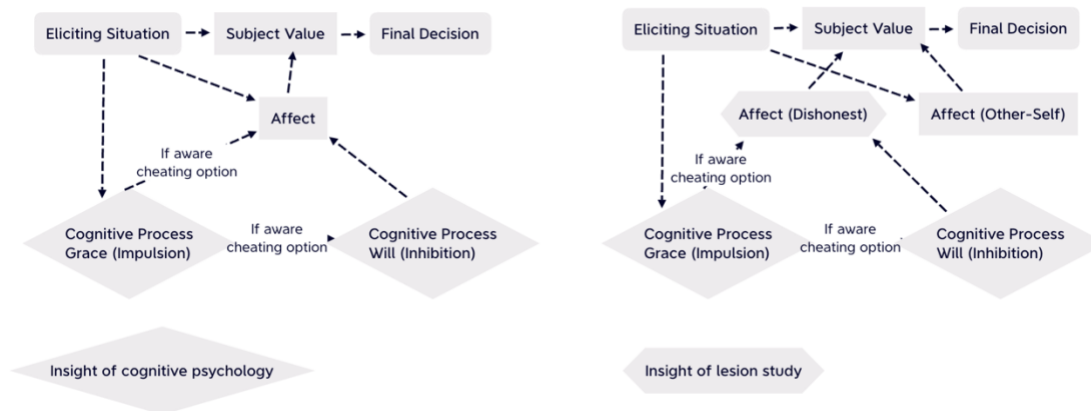 Eliciting Situation
Subject Value
Final Decision
Affect
If aware
cheating option
Cognitive Process
Grace (Impulsion)
If aware
cheating option
Cognitive Process
Will (Inhibition)
Insight of cognitive psychology
Eliciting Situation
Subject Value
Final Decision
Affect (Dishonest)
Affect (Other-Self)
If aware
cheating option
Cognitive Process
Grace (Impulsion)
If aware
cheating option
Cognitive Process
Will (Inhibition)
Insight of lesion study